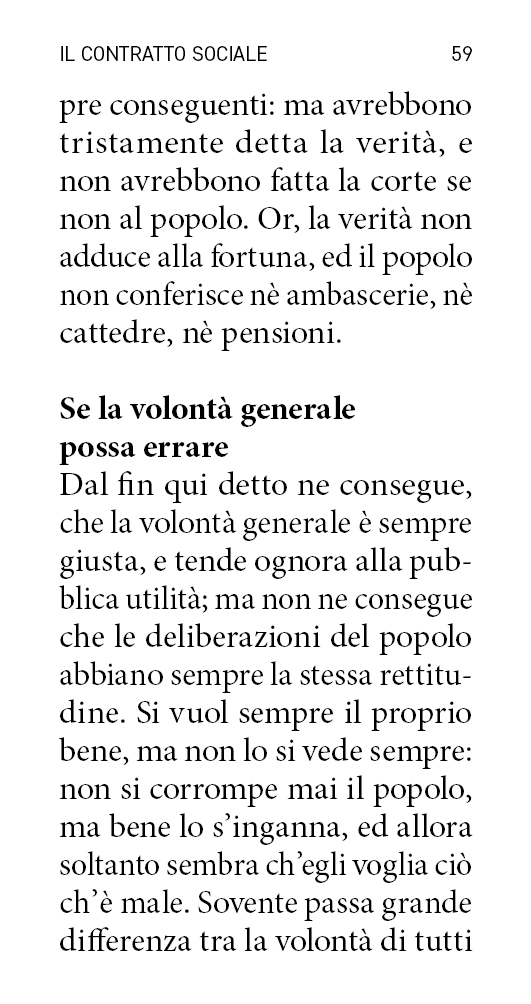 IL CONTRATTO SOCIALE 59
pre conseguenti: ma avrebbono
tristamente detta la verità, e
non avrebbono fatta la corte se
non al popolo. Or, la verità non
adduce alla fortuna, ed il popolo
non conferisce nè ambascerie, nè
cattedre, nè pensioni.
Se la volontà generale
possa errare
Dal fin qui detto ne consegue,
che la volontà generale è sempre
giusta, e tende ognora alla pub-
blica utilità; ma non ne consegue
che le deliberazioni del popolo
abbiano sempre la stessa rettitu-
dine. Si vuol sempre il proprio
bene, ma non lo si vede sempre:
non si corrompe mai il popolo,
ma bene lo s’inganna, ed allora
soltanto sembra ch’egli voglia ciò
ch’è male. Sovente passa grande
differenza tra la volontà di tutti